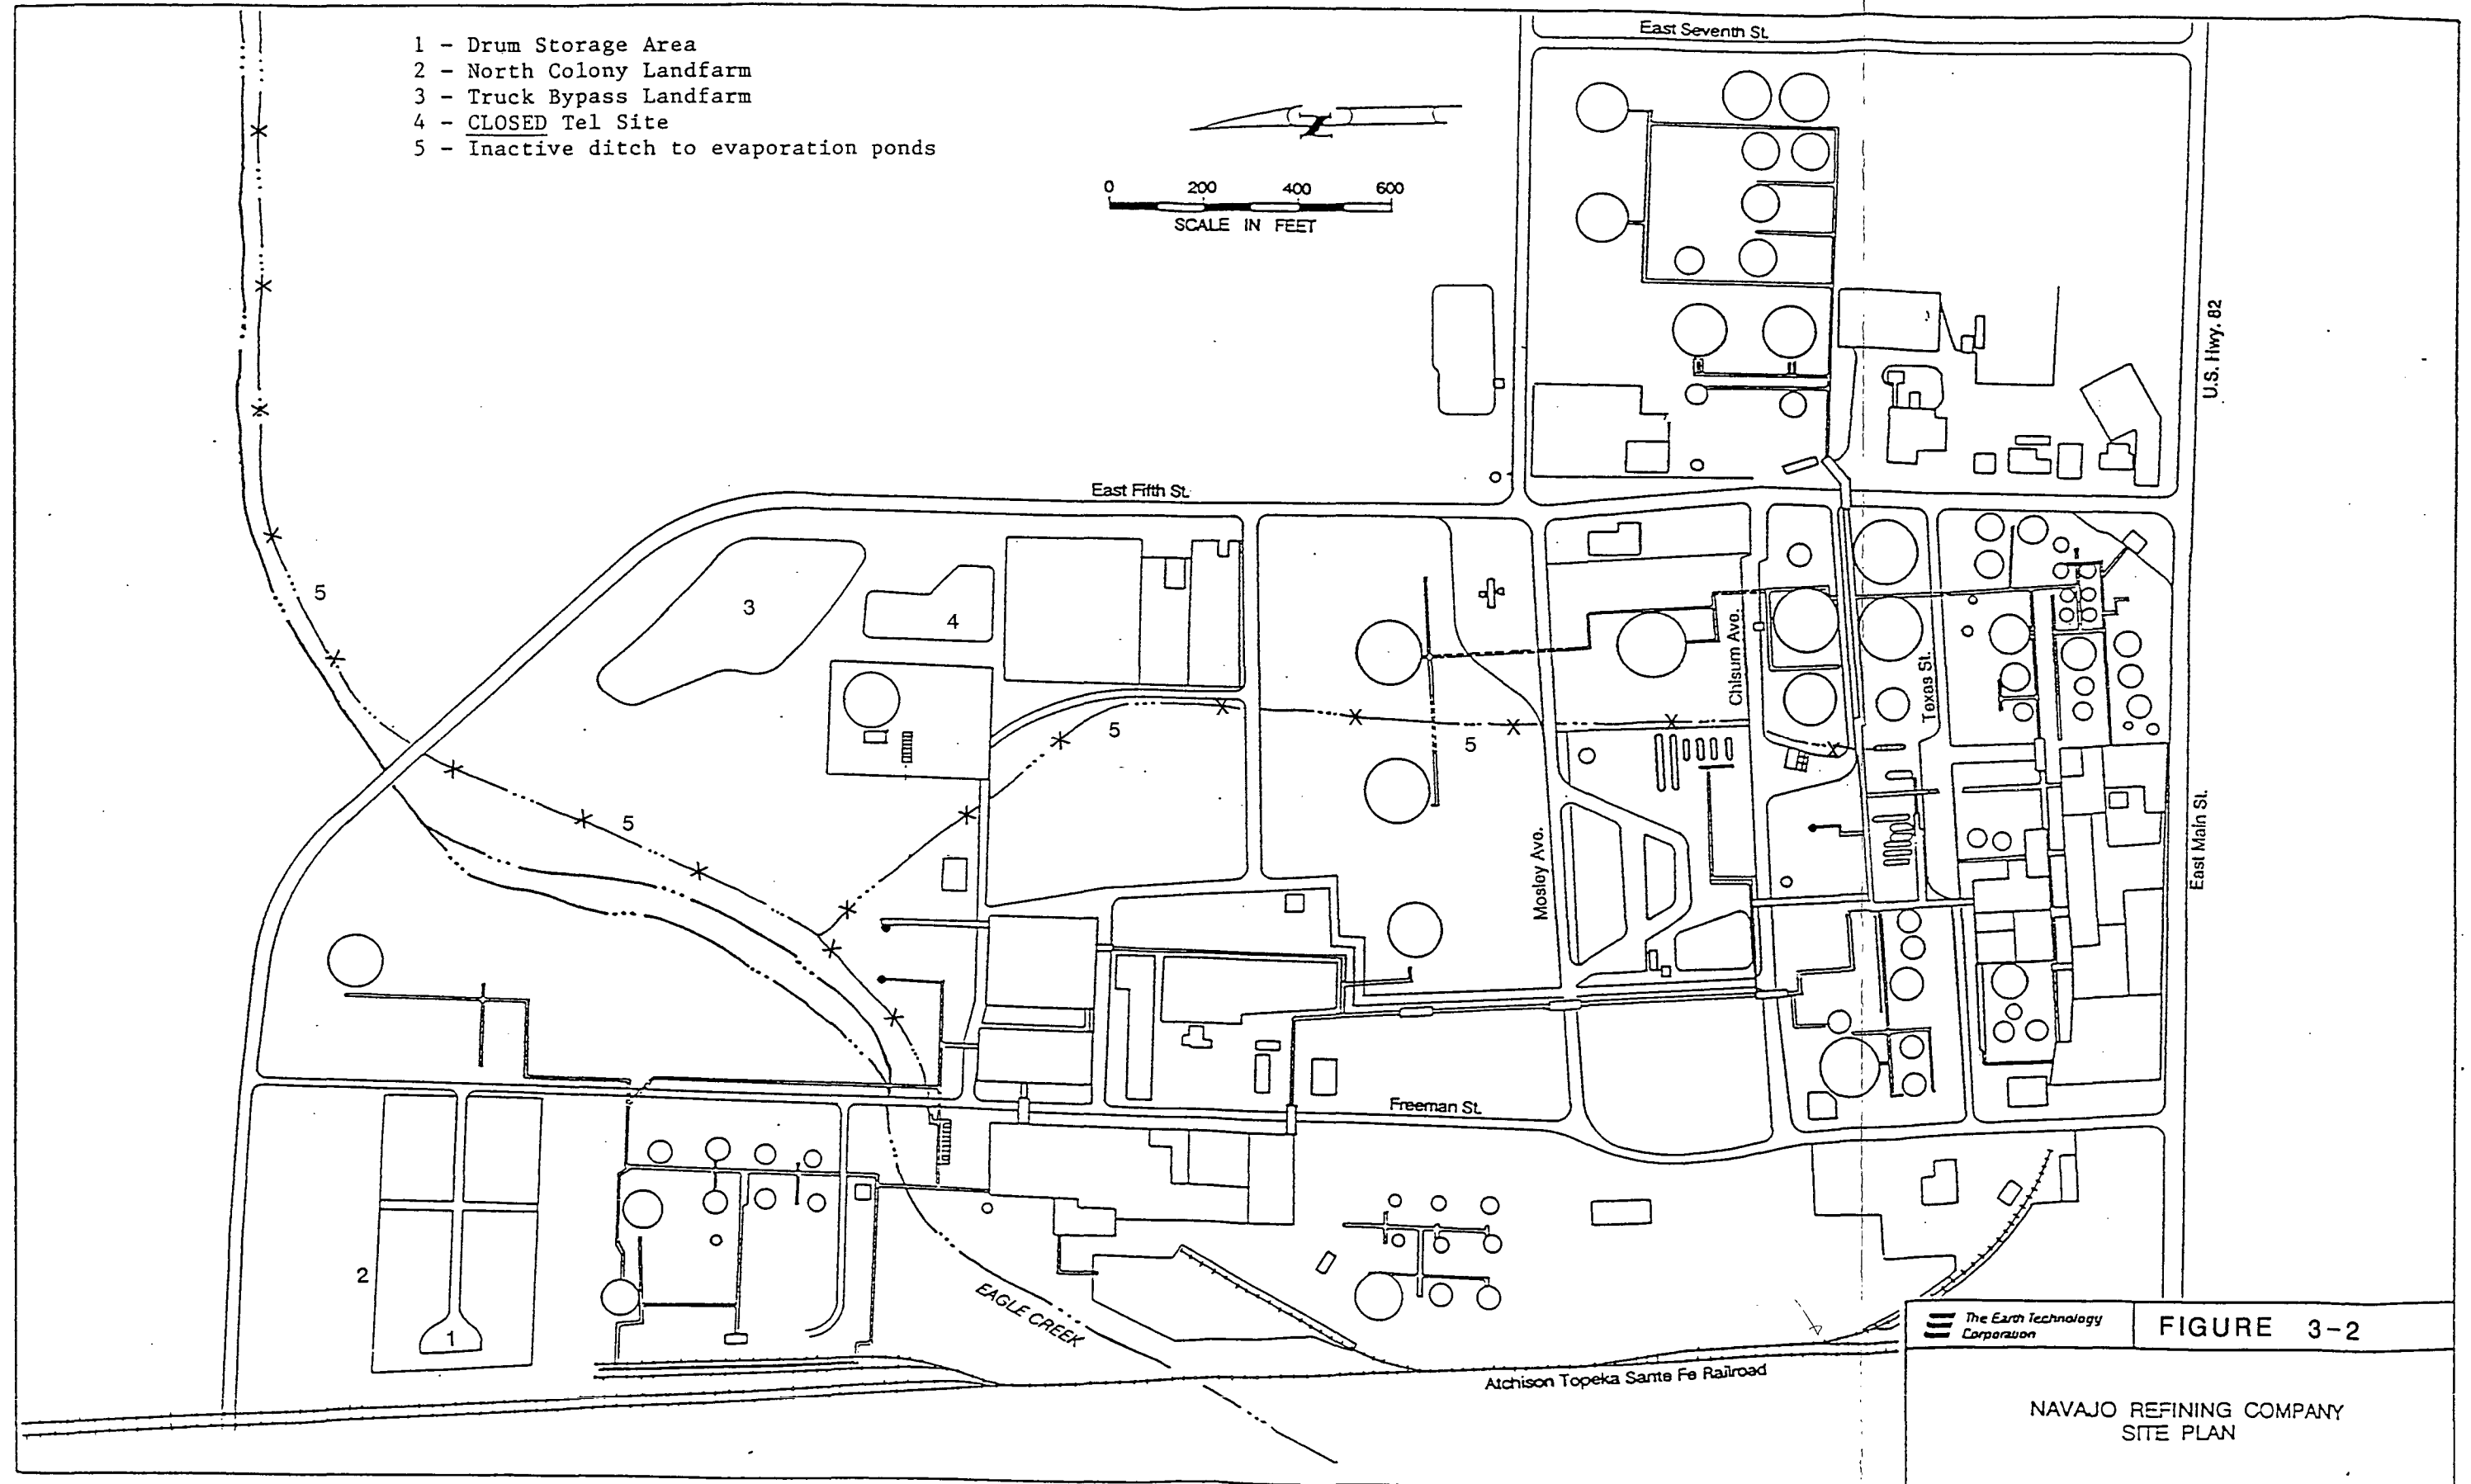 East Seventh St.
1 - Drum Storage Area
2 - North Colony Landfarm
3 - Truck Bypass Landfarm
4 - CLOSED Tel Site
5 - Inactive ditch to evaporation ponds
0 200 400 600
SCALE IN FEET
U.S. Hwy. 82
East Fifth St.
5
3
4
Chisum Ave.
Texas St.
5
5
5
Mosley Ave.
East Main St.
Freeman St.
2
1
EAGLE CREEK
Atchison Topeka Sante Fe Railroad
The Earth Technology
Corporation
FIGURE 3-2
NAVAJO REFINING COMPANY
SITE PLAN